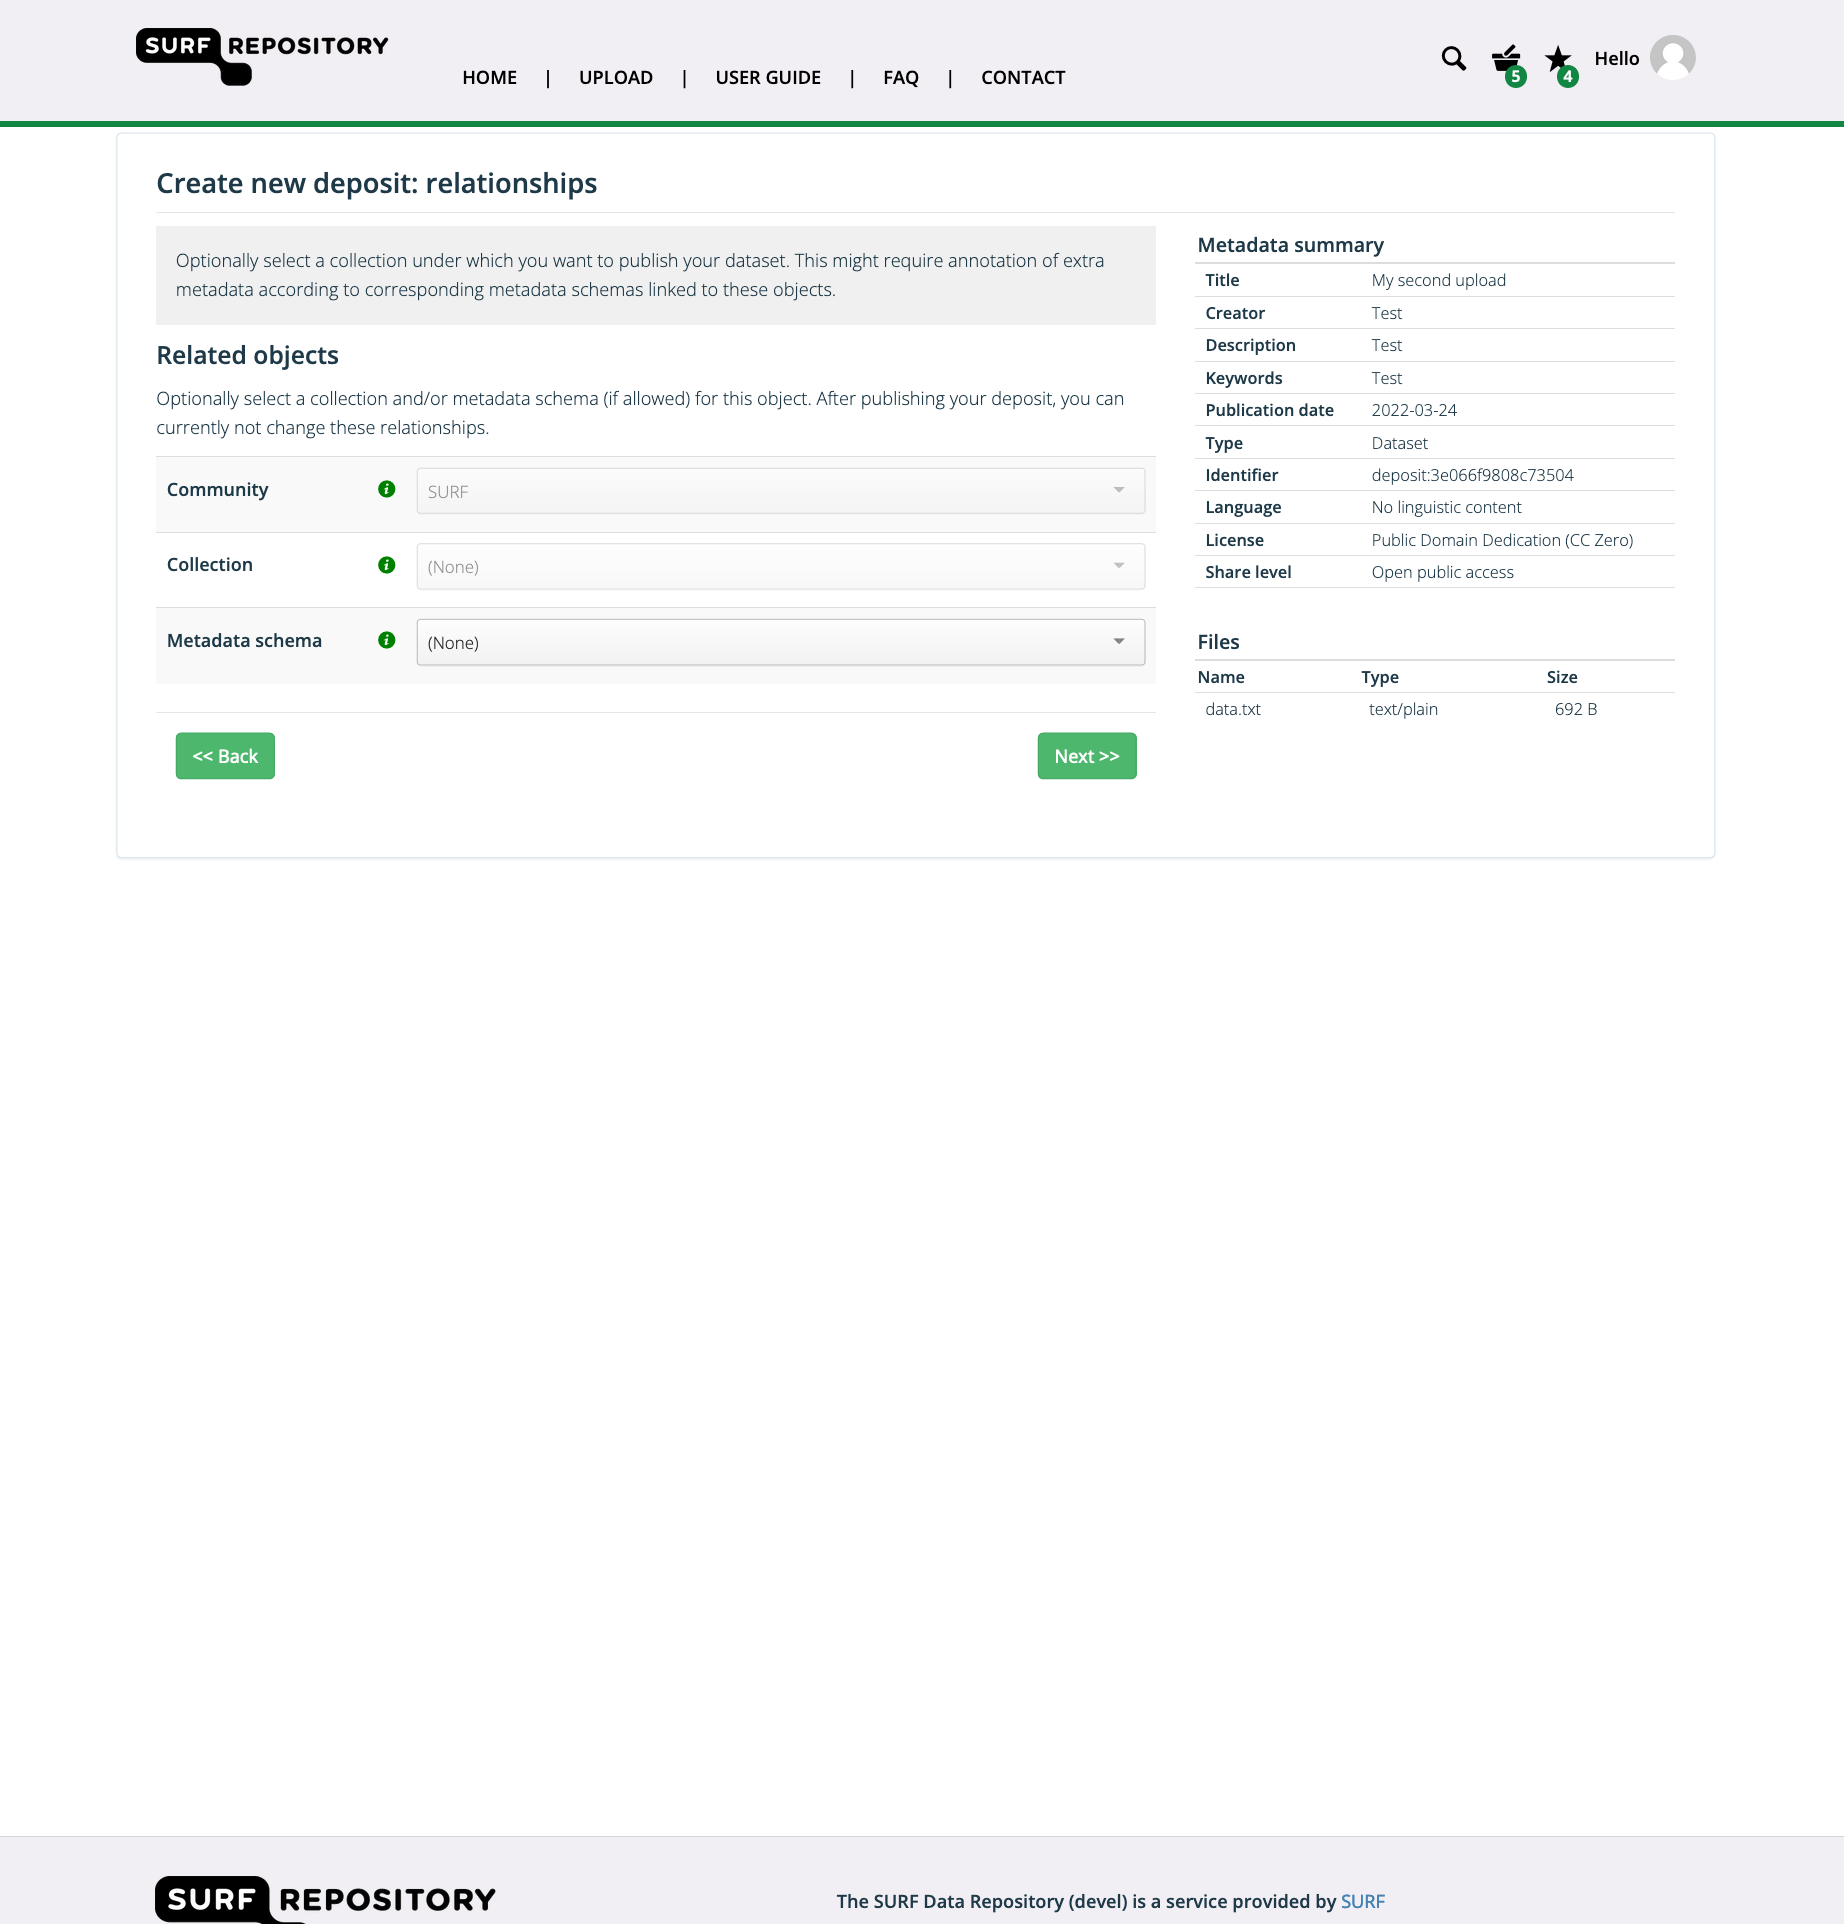 SURF REPOSITORY
HOME | UPLOAD | USER GUIDE | FAQ | CONTACT
5 4 Hello
Create new deposit: relationships
Optionally select a collection under which you want to publish your dataset. This might require annotation of extra
metadata according to corresponding metadata schemas linked to these objects.
Related objects
Optionally select a collection and/or metadata schema (if allowed) for this object. After publishing your deposit, you can
currently not change these relationships.
Community i SURF
Collection i (None)
Metadata schema i (None)
<< Back Next >>
Metadata summary
Title My second upload
Creator Test
Description Test
Keywords Test
Publication date 2022-03-24
Type Dataset
Identifier deposit:3e066f9808c73504
Language No linguistic content
License Public Domain Dedication (CC Zero)
Share level Open public access
Files
Name Type Size
data.txt text/plain 692 B
SURF REPOSITORY
The SURF Data Repository (devel) is a service provided by SURF